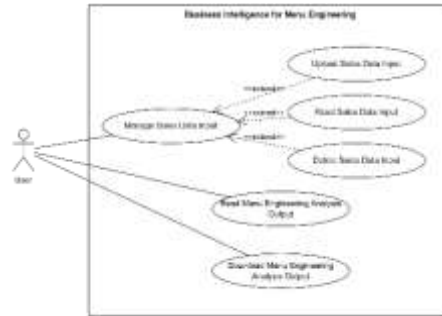 Business Intelligence for Menu Engineering
Upload Sales Data Input
<<extend>>
<<extend>>
Read Sales Data Input
Manage Sales Data Input
<<extend>>
Delete Sales Data Input
User
Read Menu Engineering Analysis
Output
Download Menu Engineering
Analysis Output